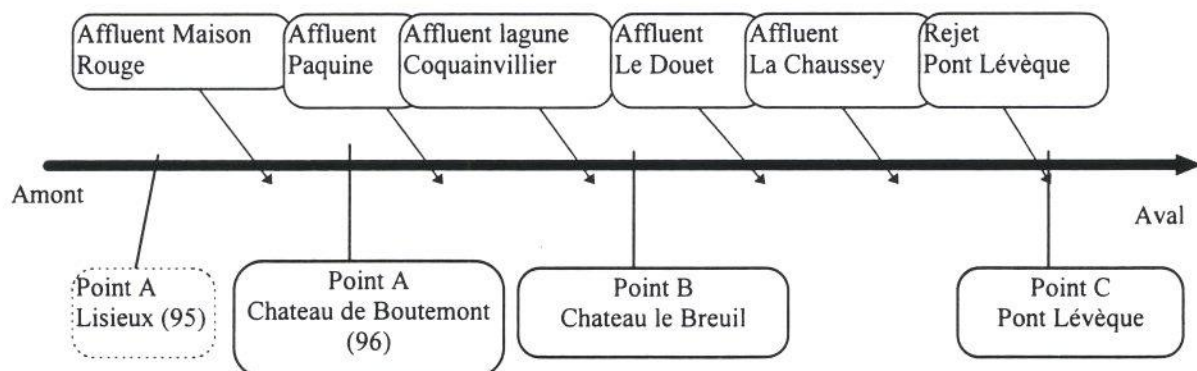 Affluent Maison
Rouge
Affluent
Paquine
Affluent lagune
Coquainvillier
Affluent
Le Douet
Affluent
La Chaussey
Rejet
Pont Lévèque
Amont
Aval
Point A
Lisieux (95)
Point A
Chateau de Boutemont
(96)
Point B
Chateau le Breuil
Point C
Pont Lévèque